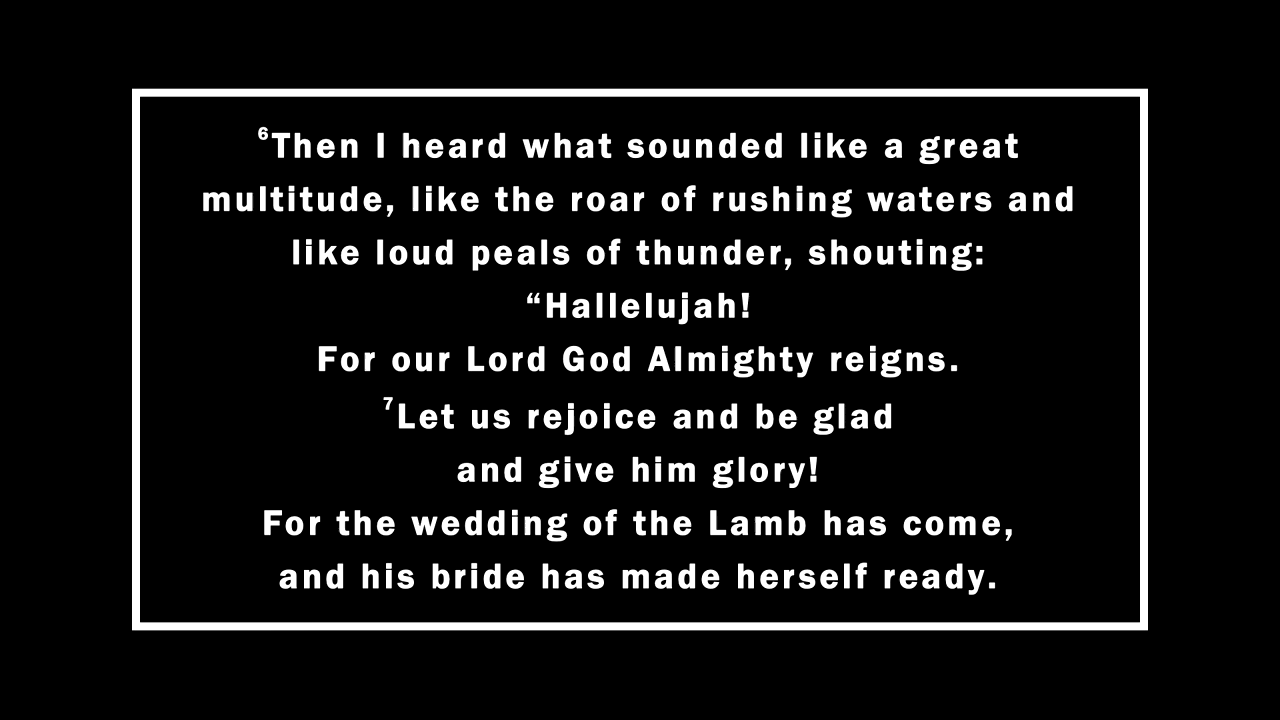 ⁶Then I heard what sounded like a great
multitude, like the roar of rushing waters and
like loud peals of thunder, shouting:
“Hallelujah!
For our Lord God Almighty reigns.
⁷Let us rejoice and be glad
and give him glory!
For the wedding of the Lamb has come,
and his bride has made herself ready.